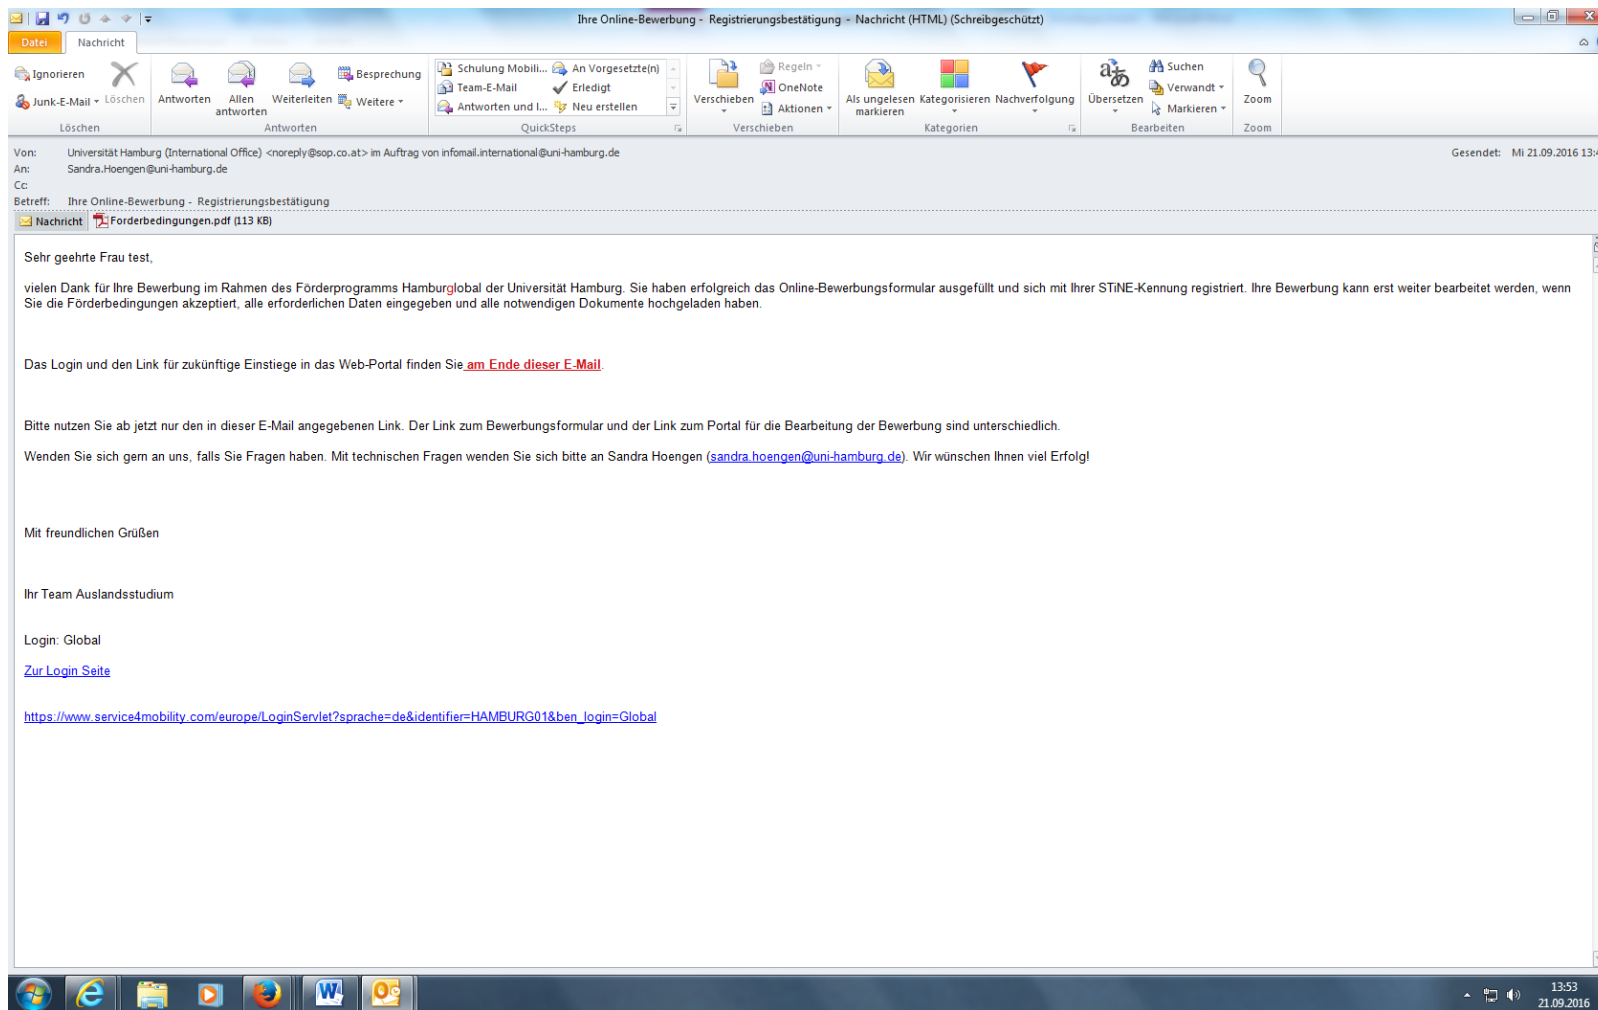 Ihre Online-Bewerbung - Registrierungsbestätigung - Nachricht (HTML) (Schreibgeschützt)
Datei Nachricht
Ignorieren
Junk-E-Mail
Löschen
Löschen
Antworten
Allen antworten
Weiterleiten
Besprechung
Weitere
Antworten
Schulung Mobili...
Team-E-Mail
Antworten und l...
An Vorgesetzte(n)
Erledigt
Neu erstellen
QuickSteps
Verschieben
Regeln
OneNote
Aktionen
Verschieben
Als ungelesen markieren
Kategorisieren
Nachverfolgung
Kategorien
Übersetzen
Suchen
Verwandt
Markieren
Bearbeiten
Zoom
Zoom
Von: Universität Hamburg (International Office) <noreply@sop.co.at> im Auftrag von infomail.international@uni-hamburg.de
Gesendet: Mi 21.09.2016 13:
An: Sandra.Hoengen@uni-hamburg.de
Cc:
Betreff: Ihre Online-Bewerbung - Registrierungsbestätigung
Nachricht Forderbedingungen.pdf (113 KB)
Sehr geehrte Frau test,
vielen Dank für Ihre Bewerbung im Rahmen des Förderprogramms Hamburglobal der Universität Hamburg. Sie haben erfolgreich das Online-Bewerbungsformular ausgefüllt und sich mit Ihrer STiNE-Kennung registriert. Ihre Bewerbung kann erst weiter bearbeitet werden, wenn
Sie die Förderbedingungen akzeptiert, alle erforderlichen Daten eingegeben und alle notwendigen Dokumente hochgeladen haben.
Das Login und den Link für zukünftige Einstiege in das Web-Portal finden Sie am Ende dieser E-Mail.
Bitte nutzen Sie ab jetzt nur den in dieser E-Mail angegebenen Link. Der Link zum Bewerbungsformular und der Link zum Portal für die Bearbeitung der Bewerbung sind unterschiedlich.
Wenden Sie sich gern an uns, falls Sie Fragen haben. Mit technischen Fragen wenden Sie sich bitte an Sandra Hoengen (sandra.hoengen@uni-hamburg.de). Wir wünschen Ihnen viel Erfolg!
Mit freundlichen Grüßen
Ihr Team Auslandsstudium
Login: Global
Zur Login Seite
https://www.service4mobility.com/europe/LoginServlet?sprache=de&identifier=HAMBURG01&ben_login=Global
13:53
21.09.2016